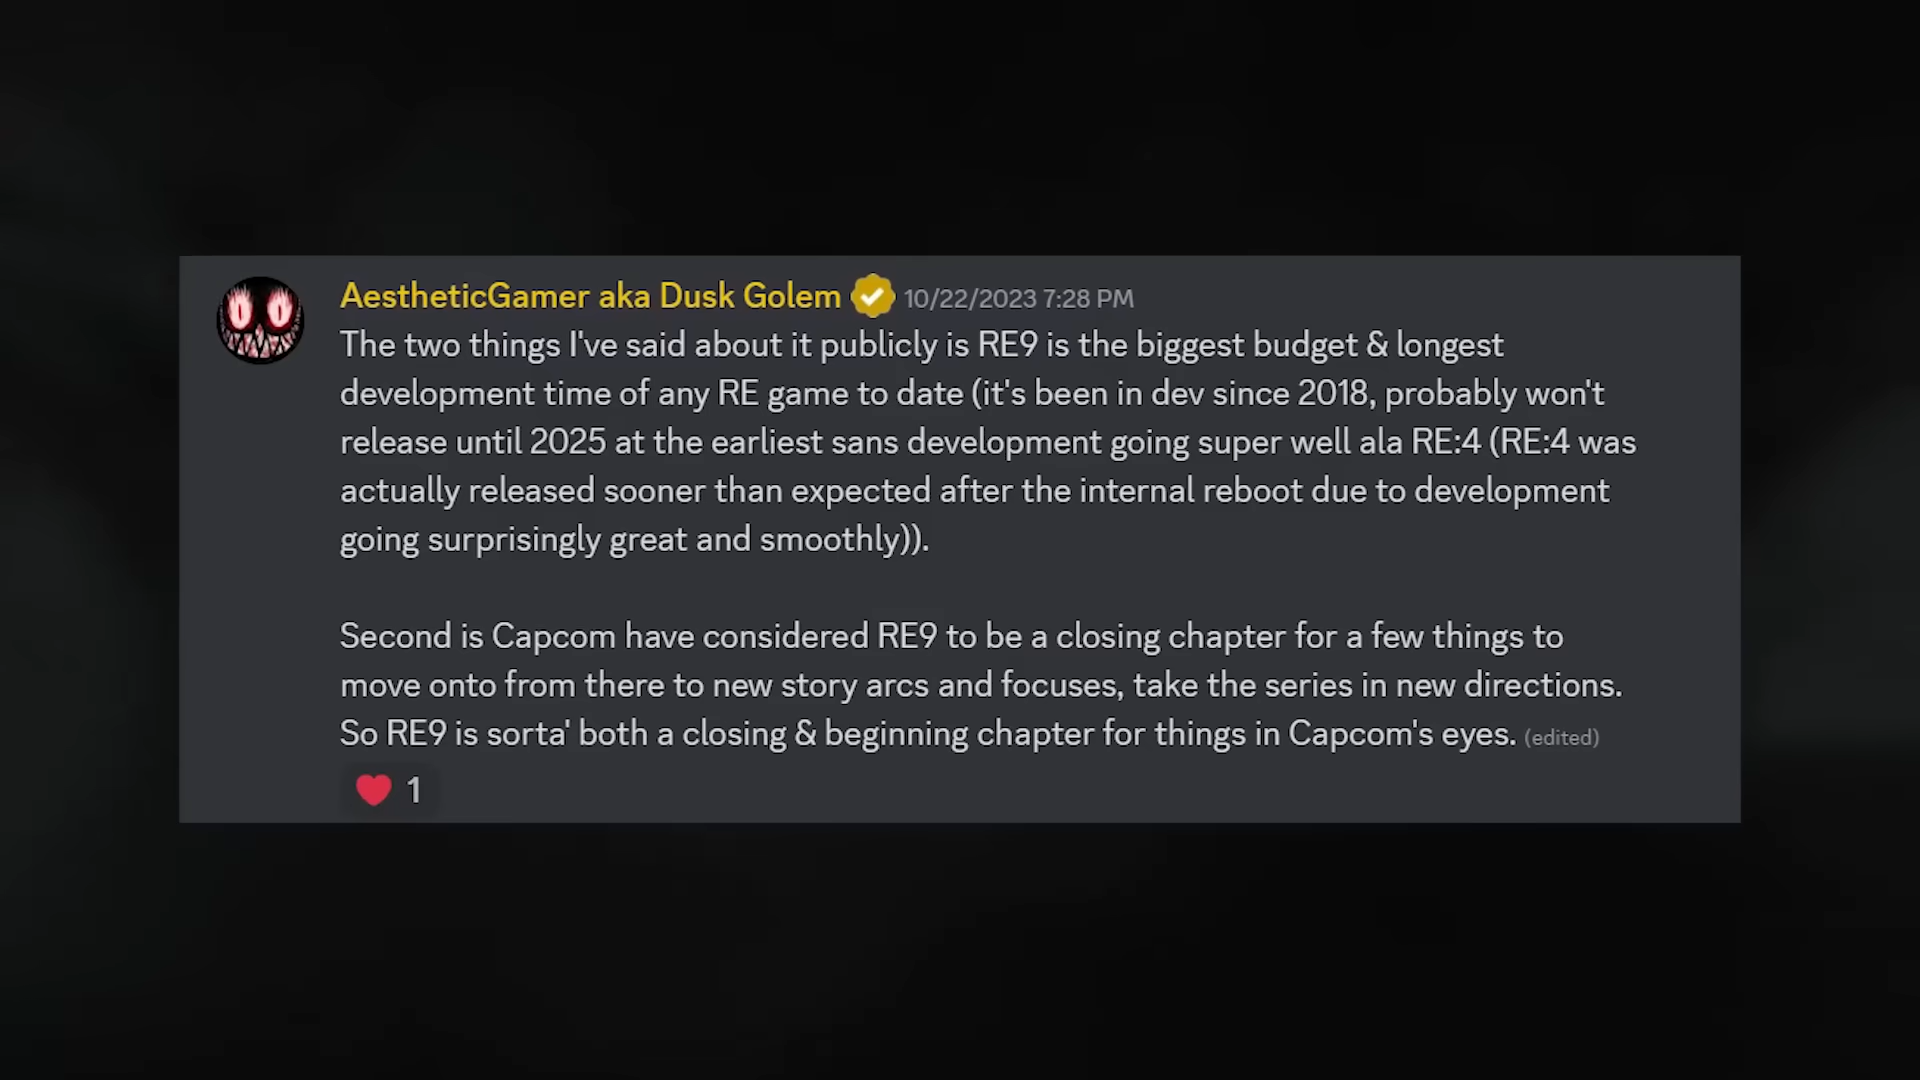 AestheticGamer aka Dusk Golem 10/22/2023 7:28 PM
The two things I've said about it publicly is RE9 is the biggest budget & longest
development time of any RE game to date (it's been in dev since 2018, probably won't
release until 2025 at the earliest sans development going super well ala RE:4 (RE:4 was
actually released sooner than expected after the internal reboot due to development
going surprisingly great and smoothly)).
Second is Capcom have considered RE9 to be a closing chapter for a few things to
move onto from there to new story arcs and focuses, take the series in new directions.
So RE9 is sorta' both a closing & beginning chapter for things in Capcom's eyes. (edited)
1